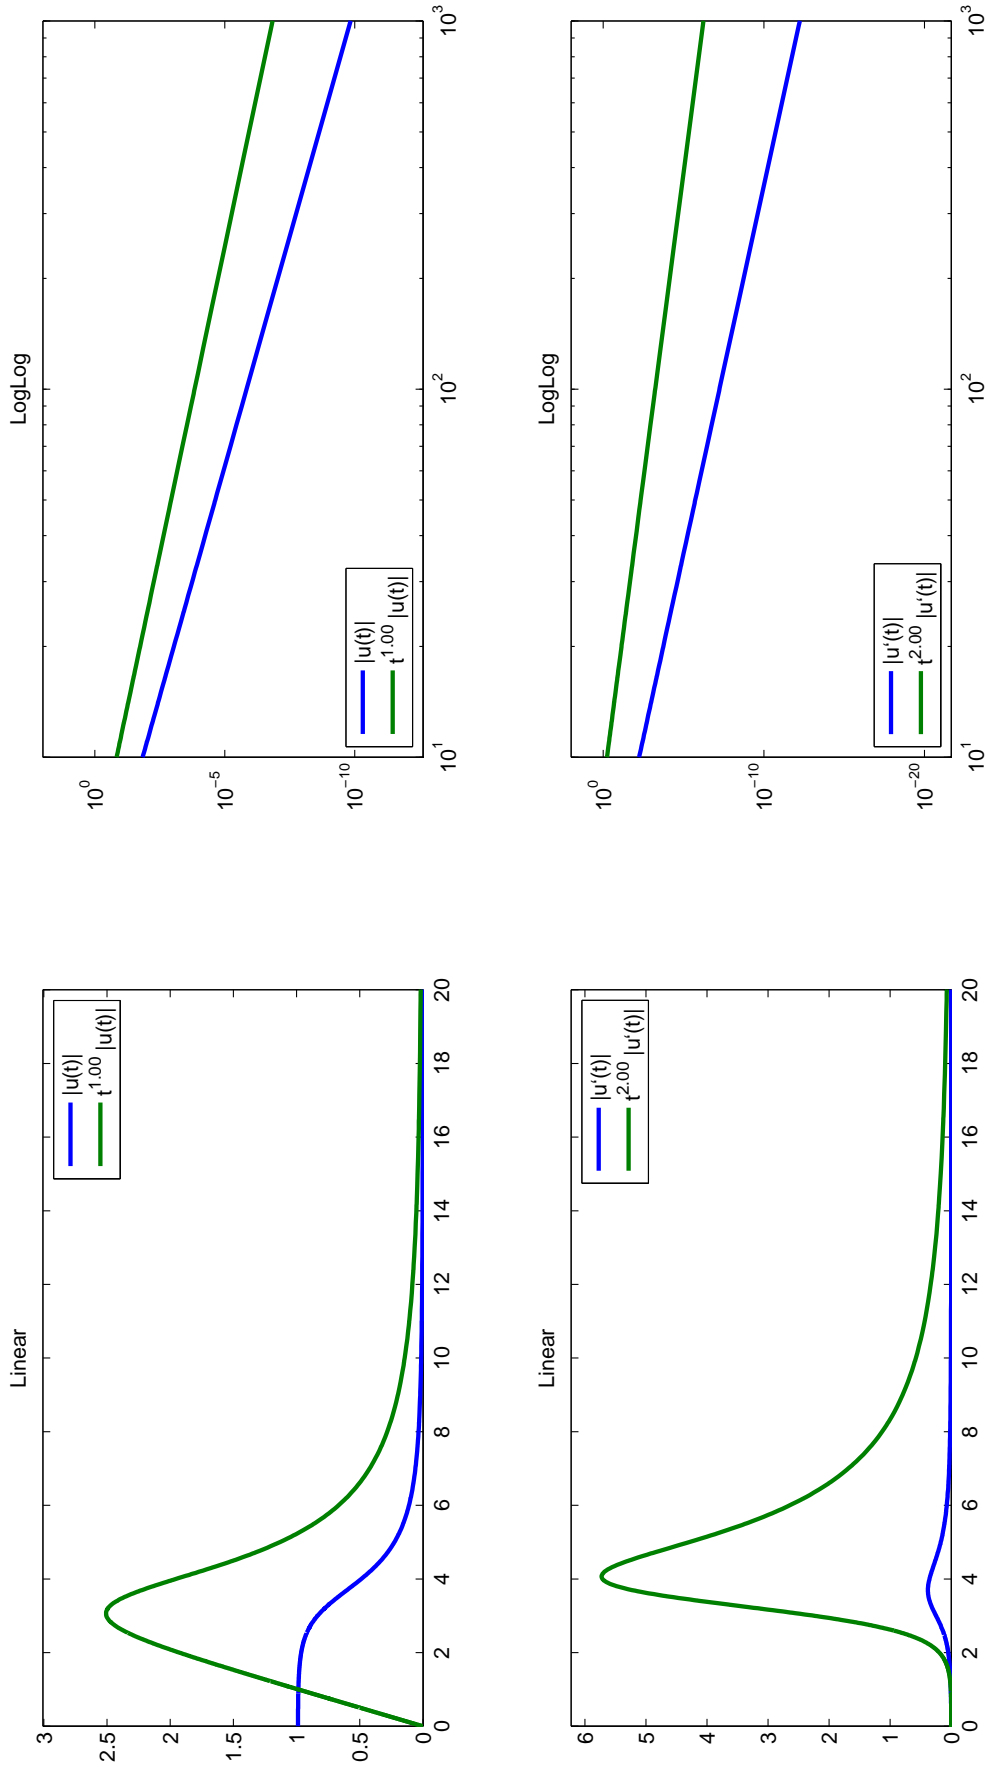 Linear
3
2.5
2
1.5
1
0.5
0
0 2 4 6 8 10 12 14 16 18 20
|u(t)|
t^1.00 |u(t)|
LogLog
10^0
10^−5
10^−10
10^1 10^2 10^3
|u(t)|
t^1.00 |u(t)|
Linear
6
5
4
3
2
1
0
0 2 4 6 8 10 12 14 16 18 20
|u‘(t)|
t^2.00 |u‘(t)|
LogLog
10^0
10^−10
10^−20
10^1 10^2 10^3
|u‘(t)|
t^2.00 |u‘(t)|